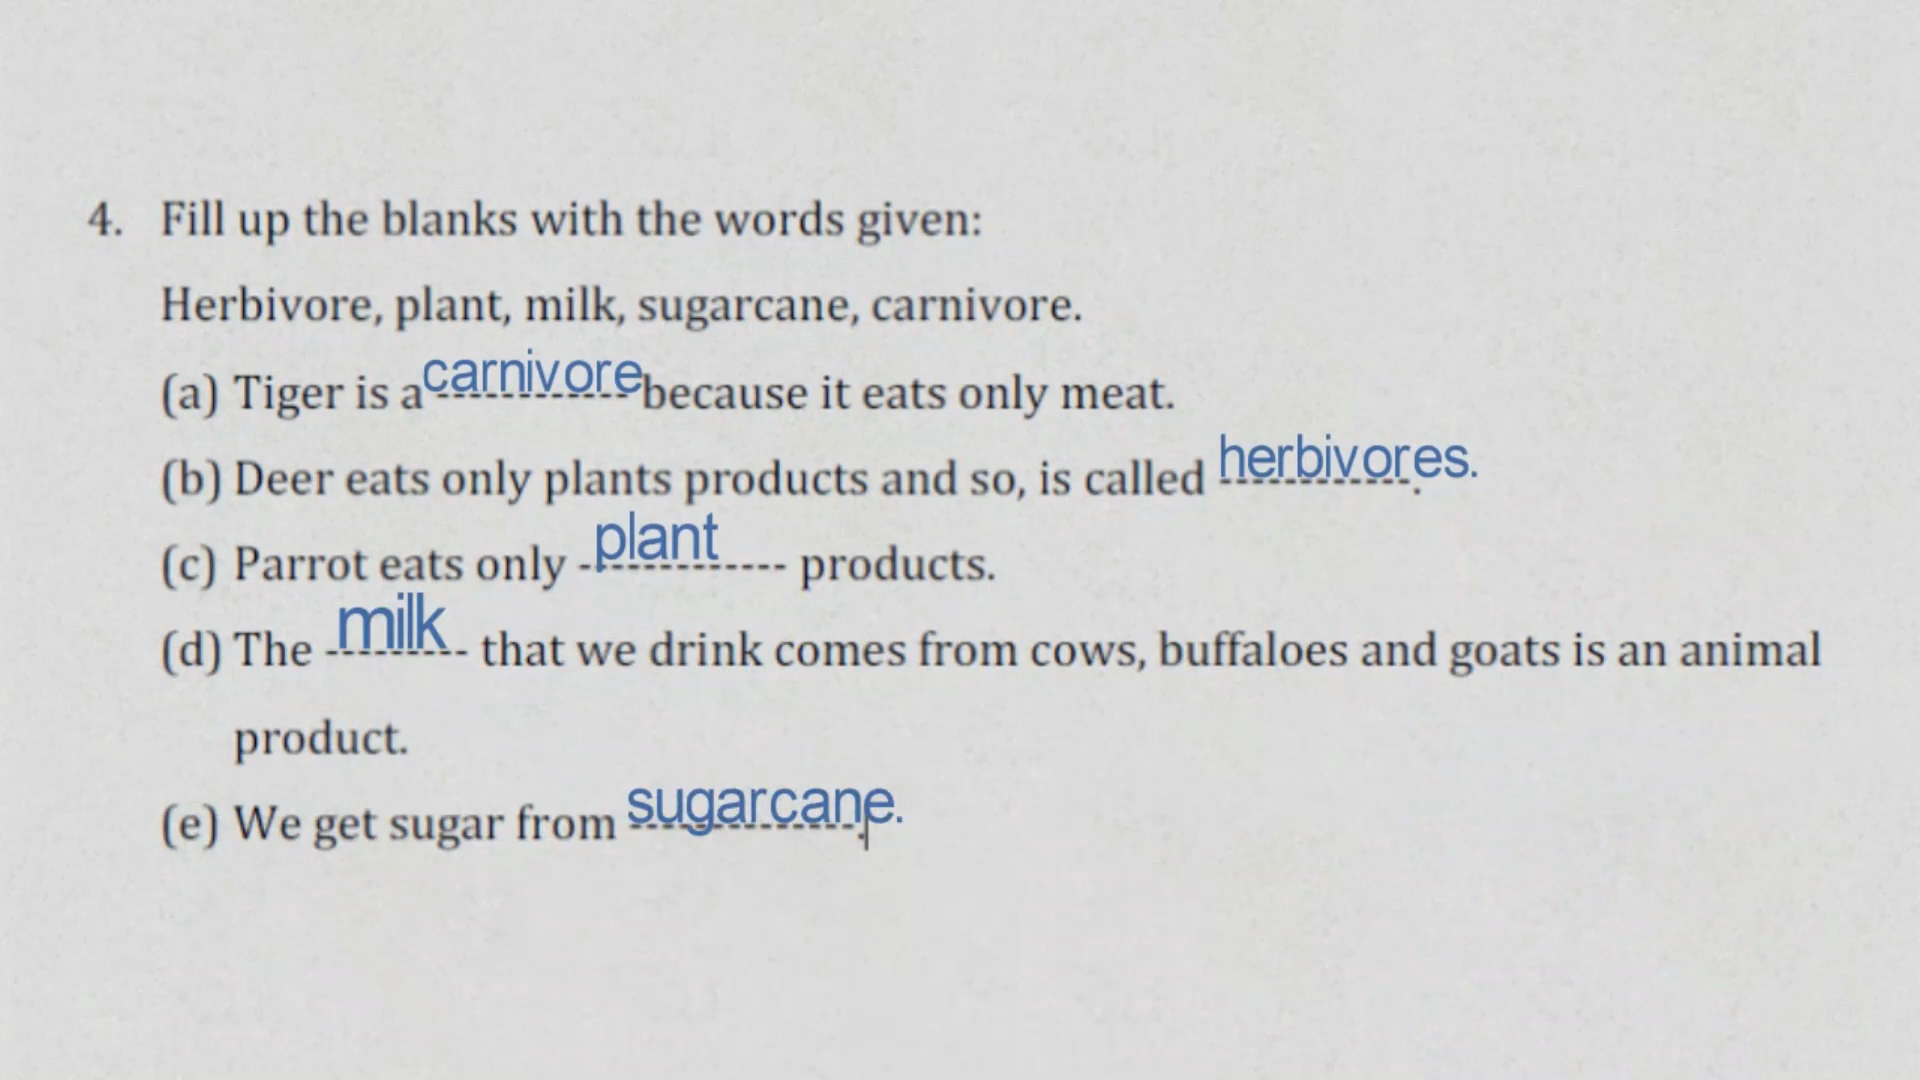 4. Fill up the blanks with the words given:
Herbivore, plant, milk, sugarcane, carnivore.
(a) Tiger is a carnivore because it eats only meat.
(b) Deer eats only plants products and so, is called herbivores.
(c) Parrot eats only plant products.
(d) The milk that we drink comes from cows, buffaloes and goats is an animal
product.
(e) We get sugar from sugarcane.